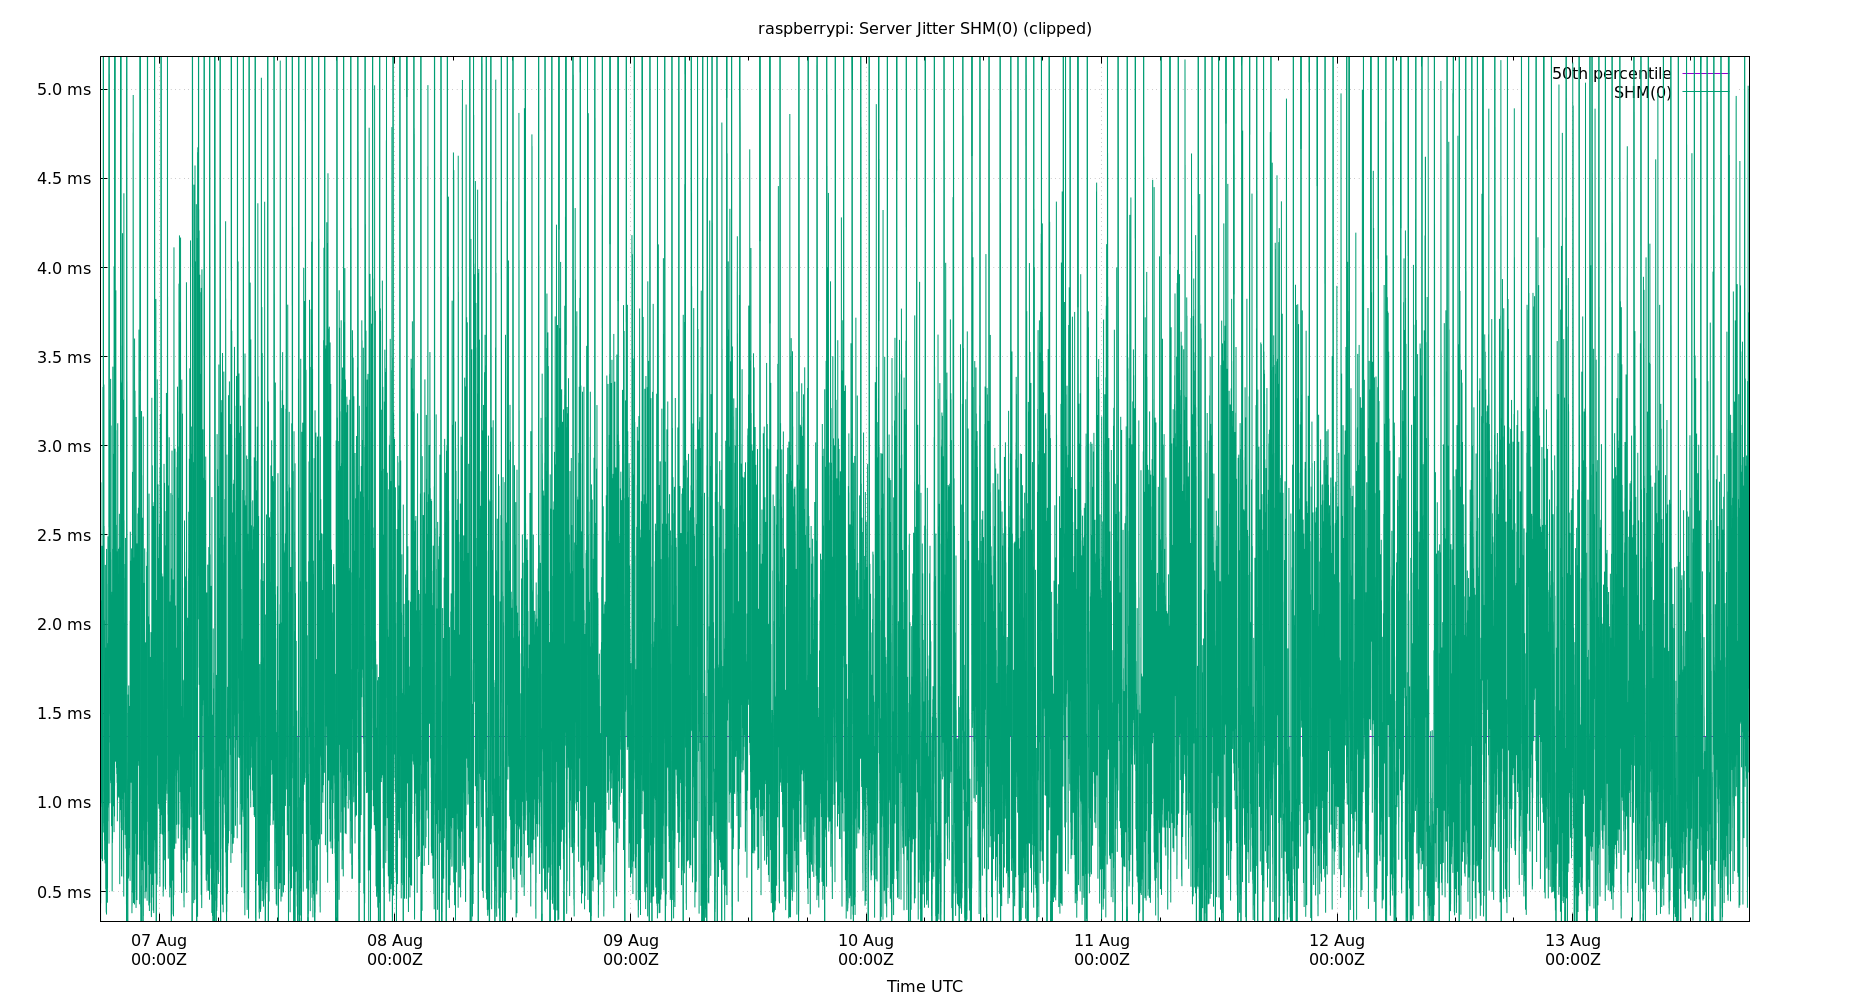 raspberrypi: Server Jitter SHM(0) (clipped)
50th percentile
SHM(0)
5.0 ms
4.5 ms
4.0 ms
3.5 ms
3.0 ms
2.5 ms
2.0 ms
1.5 ms
1.0 ms
0.5 ms
07 Aug 08 Aug 09 Aug 10 Aug 11 Aug 12 Aug 13 Aug
00:00Z 00:00Z 00:00Z 00:00Z 00:00Z 00:00Z 00:00Z
Time UTC